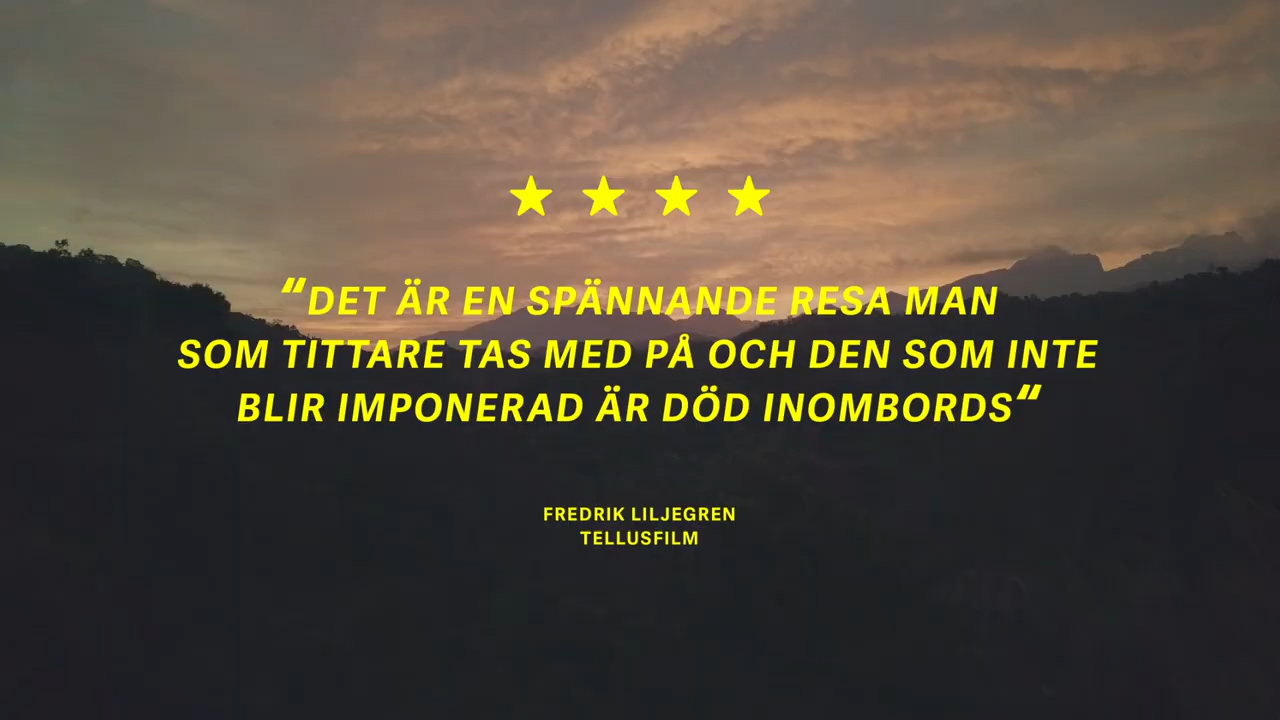 ★ ★ ★ ★
“DET ÄR EN SPÄNNANDE RESA MAN
SOM TITTARE TAS MED PÅ OCH DEN SOM INTE
BLIR IMPONERAD ÄR DÖD INOMBORDS“
FREDRIK LILJEGREN
TELLUSFILM